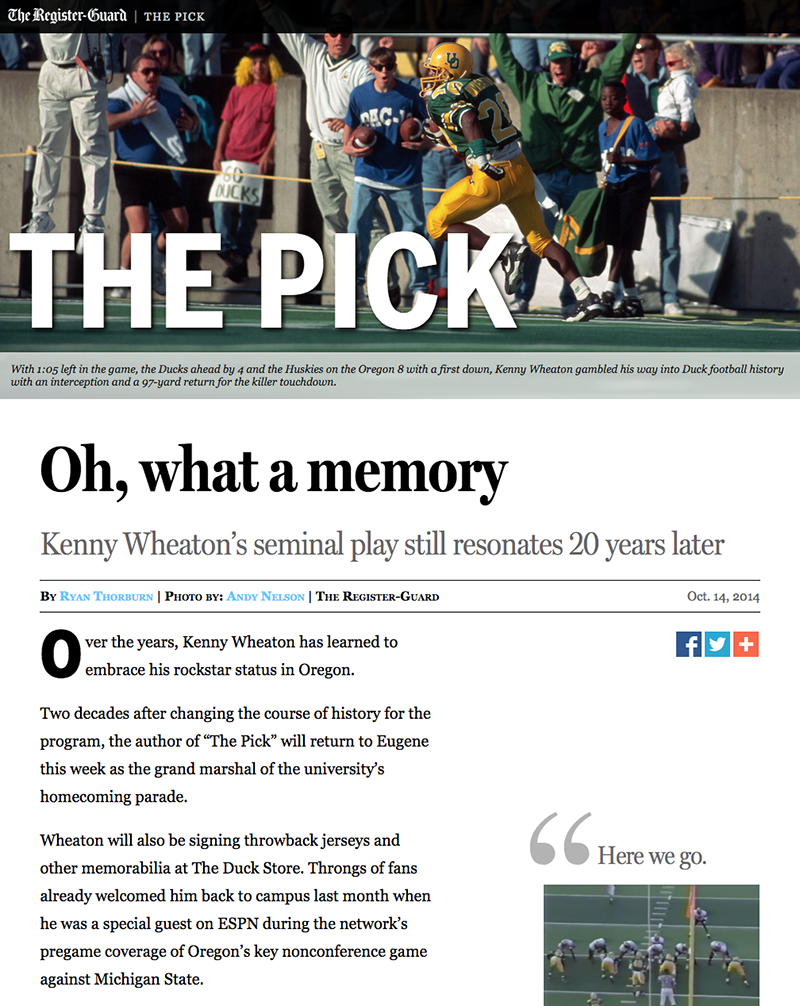 The Register-Guard | THE PICK
UO
PAC-1
20
GO
DUCKS
THE PICK
With 1:05 left in the game, the Ducks ahead by 4 and the Huskies on the Oregon 8 with a first down, Kenny Wheaton gambled his way into Duck football history
with an interception and a 97-yard return for the killer touchdown.
Oh, what a memory
Kenny Wheaton’s seminal play still resonates 20 years later
By Ryan Thorburn | Photo by: Andy Nelson | The Register-Guard
Oct. 14, 2014
Over the years, Kenny Wheaton has learned to
embrace his rockstar status in Oregon.
Two decades after changing the course of history for the
program, the author of “The Pick” will return to Eugene
this week as the grand marshal of the university’s
homecoming parade.
Wheaton will also be signing throwback jerseys and
other memorabilia at The Duck Store. Throngs of fans
already welcomed him back to campus last month when
he was a special guest on ESPN during the network’s
pregame coverage of Oregon’s key nonconference game
against Michigan State.
“ Here we go.